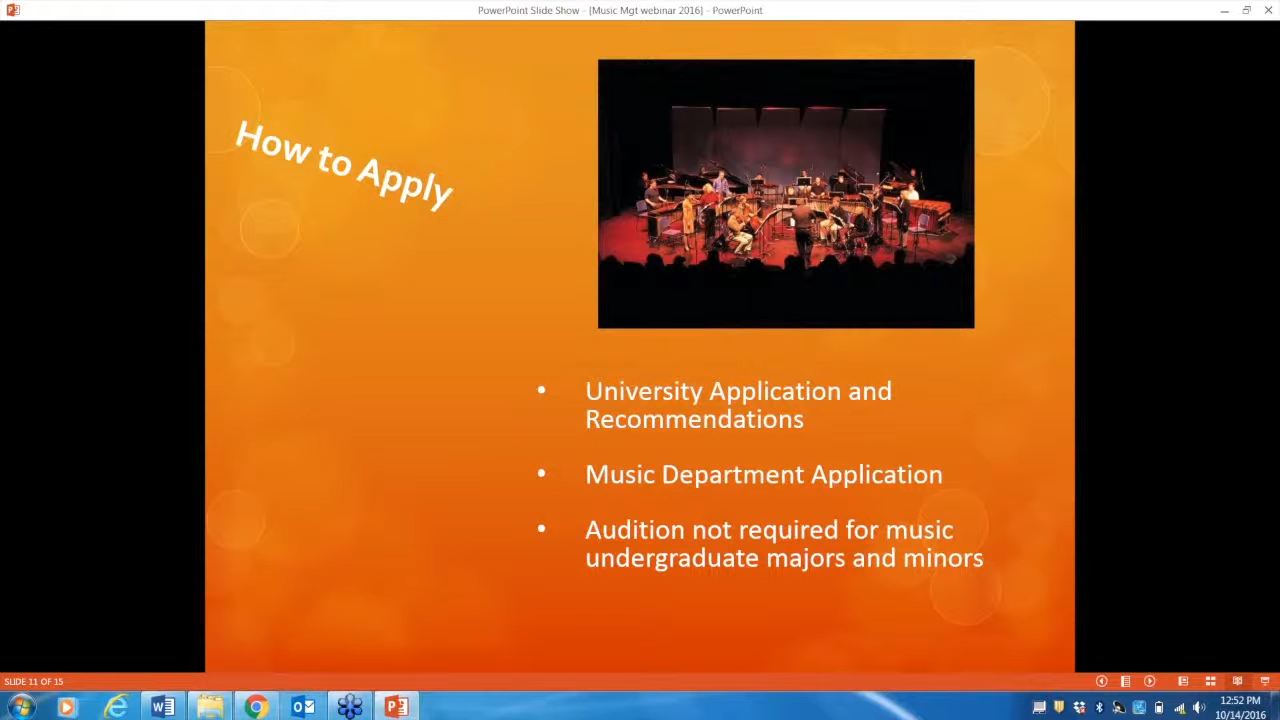 PowerPoint Slide Show - [Music Mgt webinar 2016] - PowerPoint
How to Apply
• University Application and
Recommendations
• Music Department Application
• Audition not required for music
undergraduate majors and minors
SLIDE 11 OF 15
12:52 PM
10/14/2016